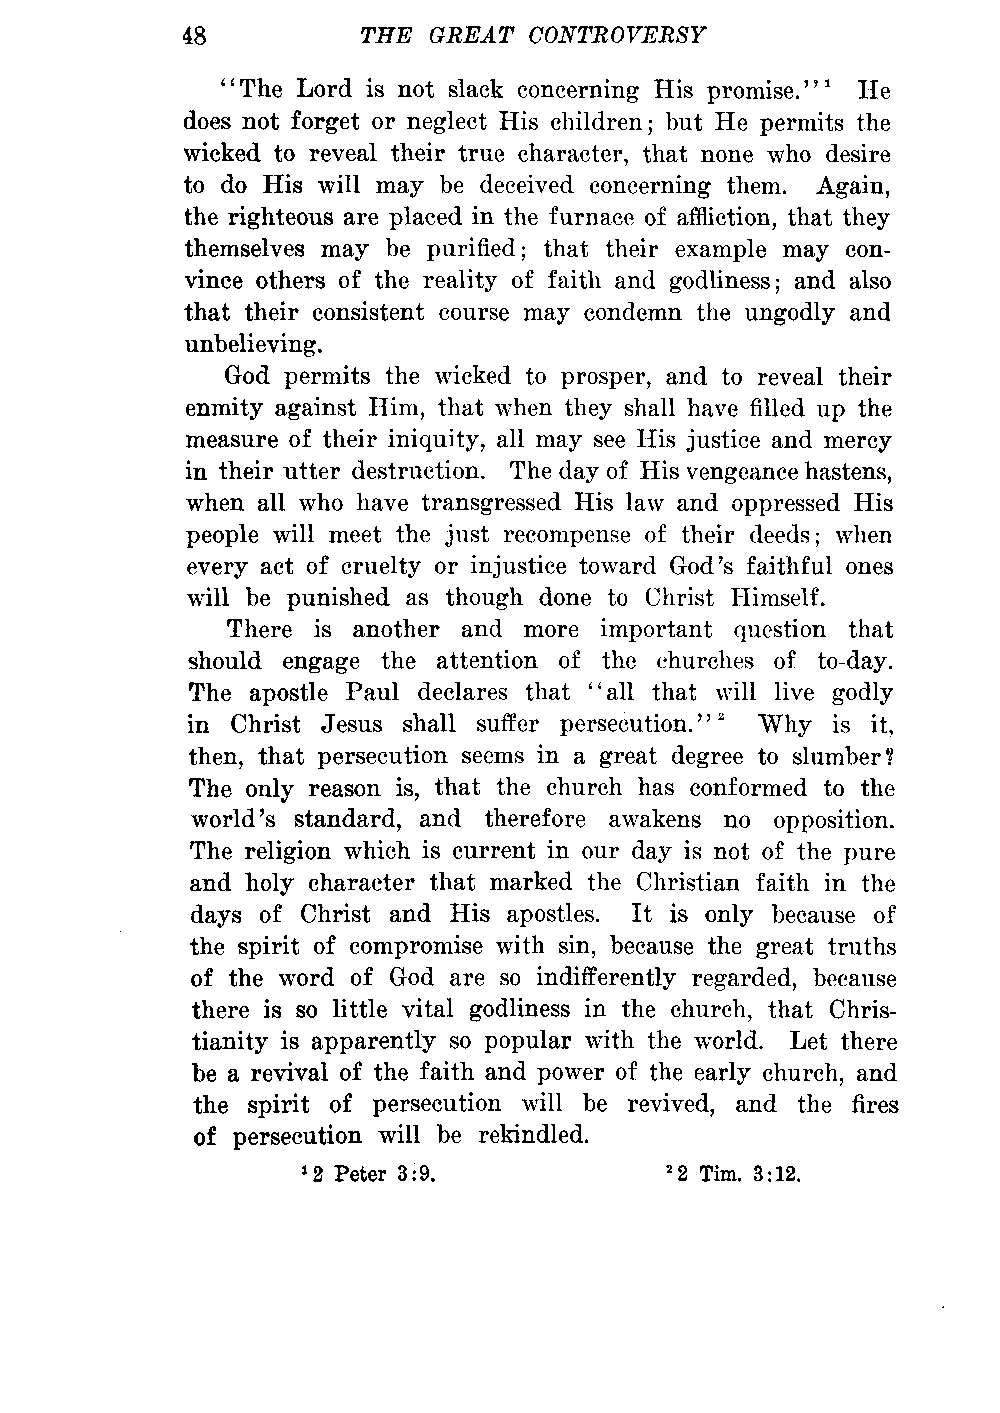 48 THE GREAT CONTROVERSY
“The Lord is not slack concerning His promise.”¹ He
does not forget or neglect His children; but He permits the
wicked to reveal their true character, that none who desire
to do His will may be deceived concerning them. Again,
the righteous are placed in the furnace of affliction, that they
themselves may be purified; that their example may con-
vince others of the reality of faith and godliness; and also
that their consistent course may condemn the ungodly and
unbelieving.
God permits the wicked to prosper, and to reveal their
enmity against Him, that when they shall have filled up the
measure of their iniquity, all may see His justice and mercy
in their utter destruction. The day of His vengeance hastens,
when all who have transgressed His law and oppressed His
people will meet the just recompense of their deeds; when
every act of cruelty or injustice toward God's faithful ones
will be punished as though done to Christ Himself.
There is another and more important question that
should engage the attention of the churches of to-day.
The apostle Paul declares that “all that will live godly
in Christ Jesus shall suffer persecution.”² Why is it,
then, that persecution seems in a great degree to slumber?
The only reason is, that the church has conformed to the
world's standard, and therefore awakens no opposition.
The religion which is current in our day is not of the pure
and holy character that marked the Christian faith in the
days of Christ and His apostles. It is only because of
the spirit of compromise with sin, because the great truths
of the word of God are so indifferently regarded, because
there is so little vital godliness in the church, that Chris-
tianity is apparently so popular with the world. Let there
be a revival of the faith and power of the early church, and
the spirit of persecution will be revived, and the fires
of persecution will be rekindled.
¹ 2 Peter 3:9. ² 2 Tim. 3:12.